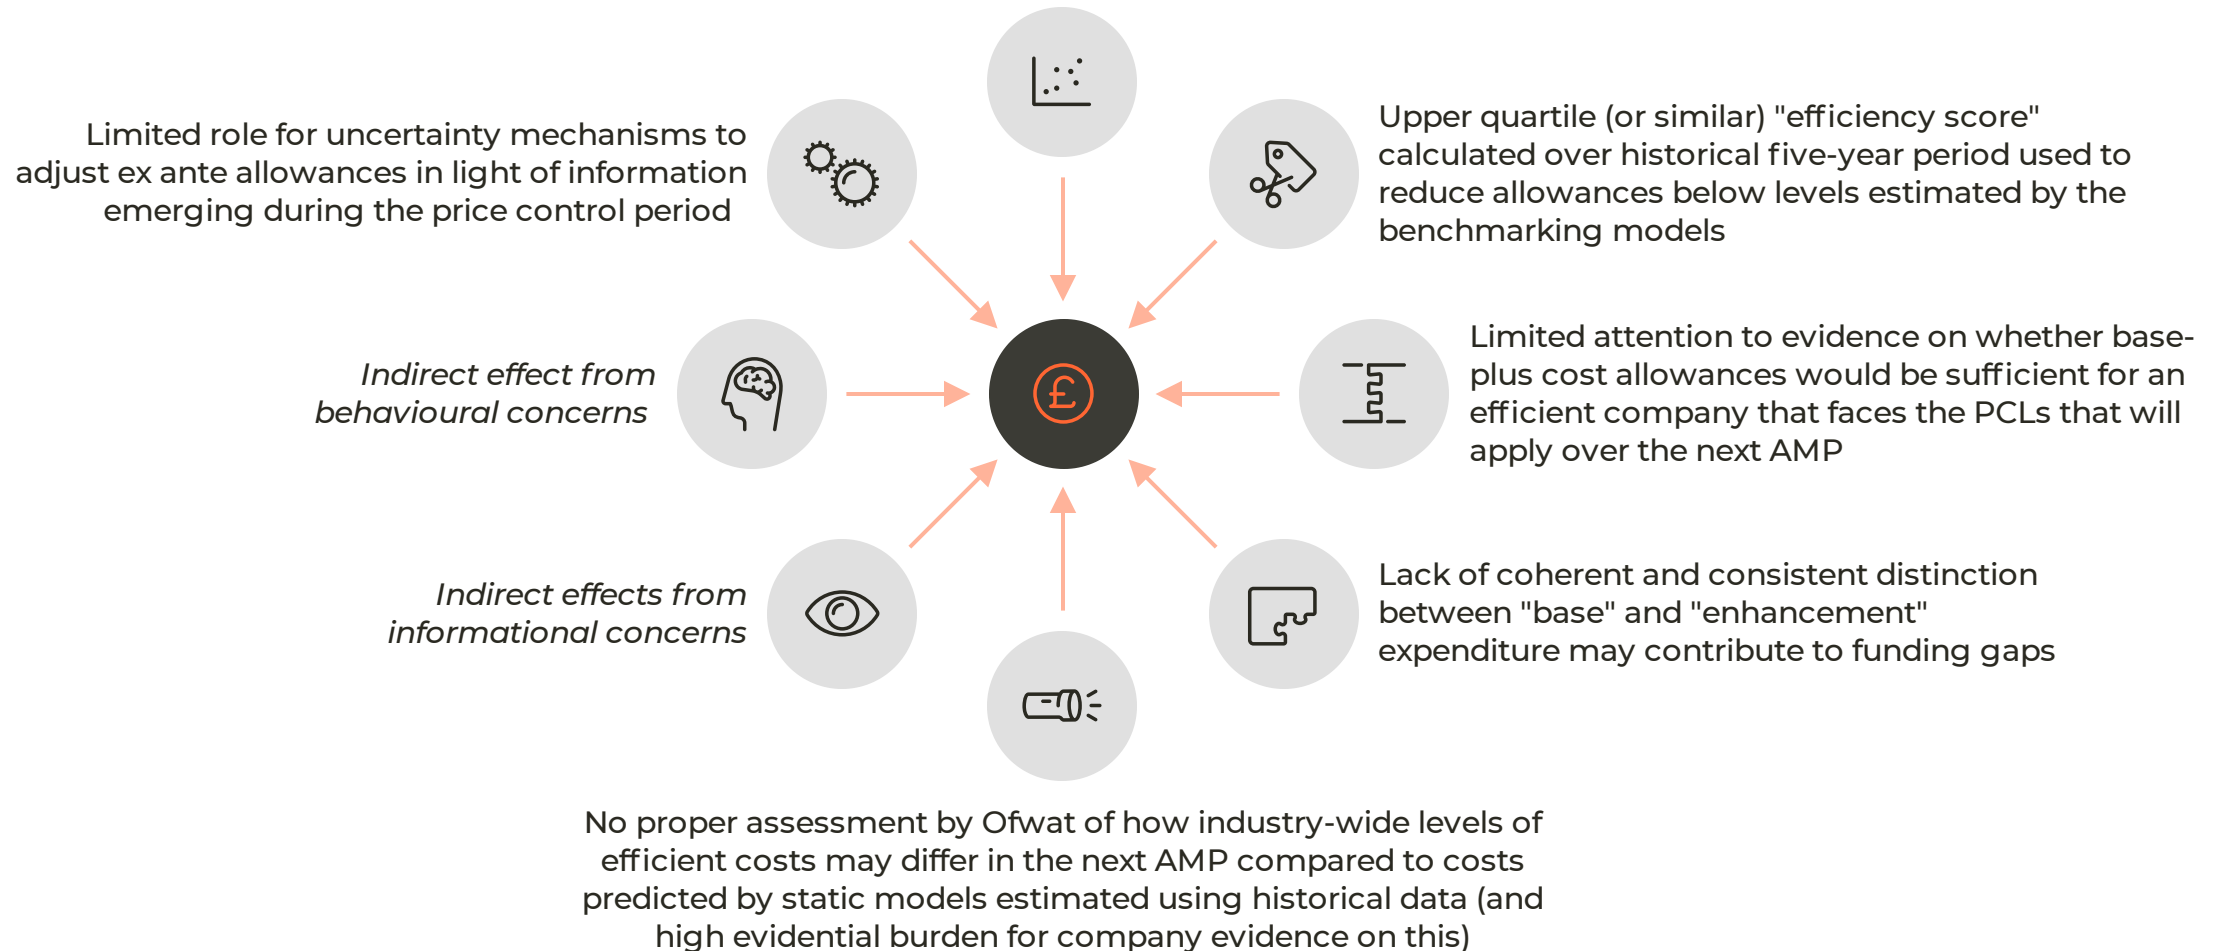 Limited role for uncertainty mechanisms to
adjust ex ante allowances in light of information
emerging during the price control period
Upper quartile (or similar) "efficiency score"
calculated over historical five-year period used to
reduce allowances below levels estimated by the
benchmarking models
Indirect effect from
behavioural concerns
£
Limited attention to evidence on whether base-
plus cost allowances would be sufficient for an
efficient company that faces the PCLs that will
apply over the next AMP
Indirect effects from
informational concerns
Lack of coherent and consistent distinction
between "base" and "enhancement"
expenditure may contribute to funding gaps
No proper assessment by Ofwat of how industry-wide levels of
efficient costs may differ in the next AMP compared to costs
predicted by static models estimated using historical data (and
high evidential burden for company evidence on this)